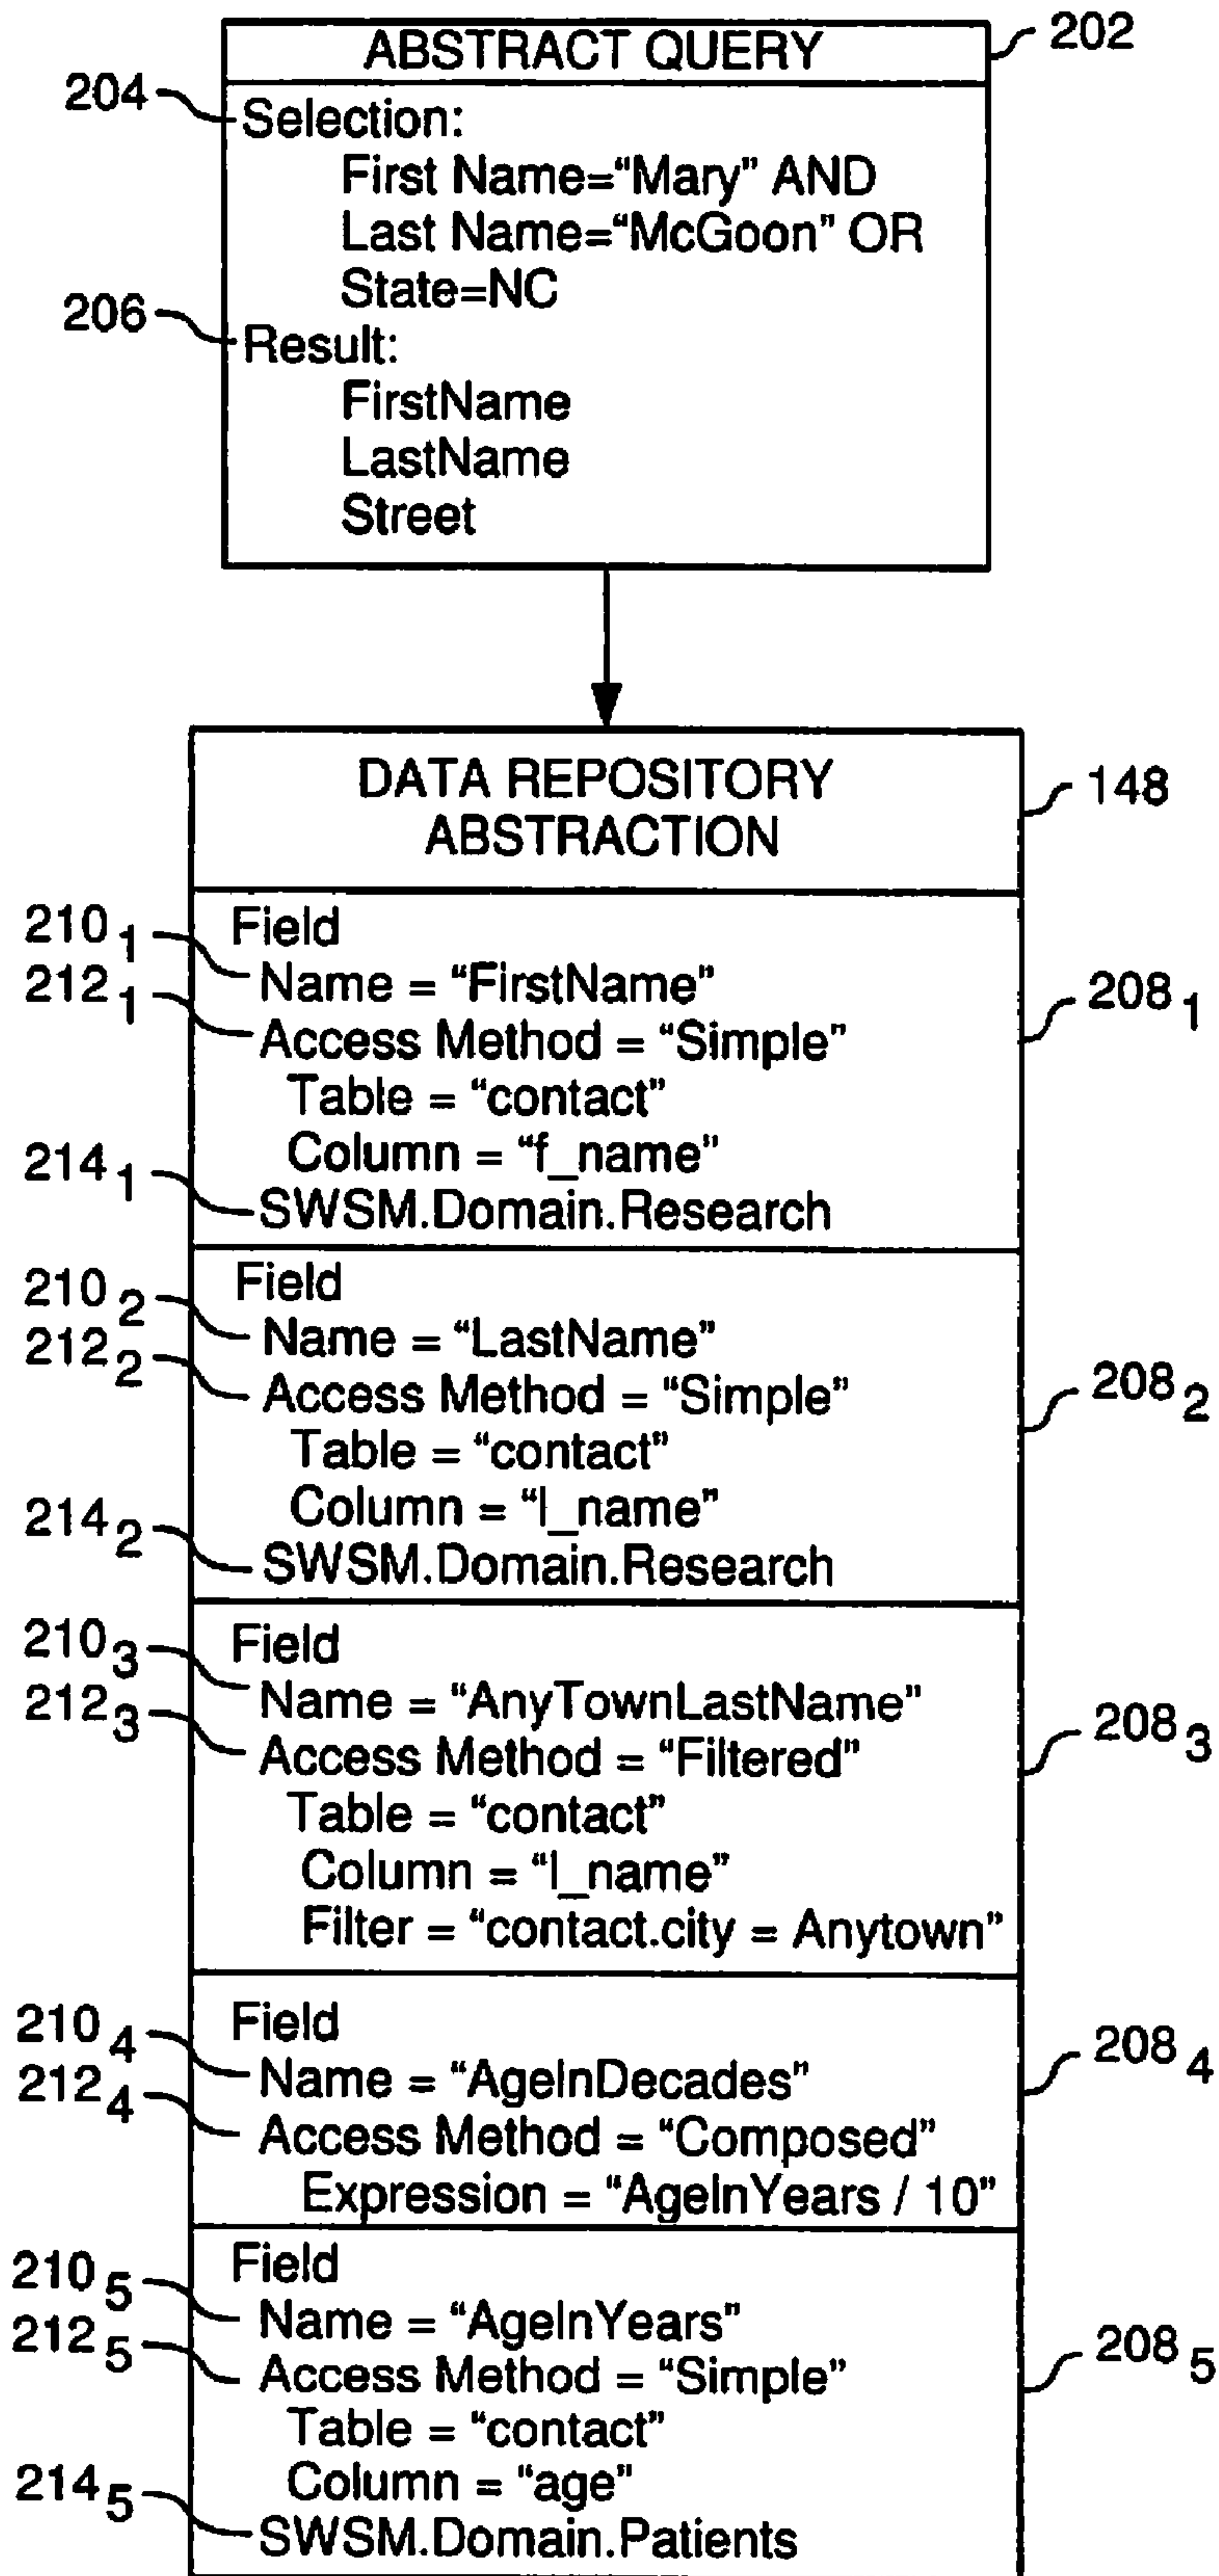 ABSTRACT QUERY 202
204 Selection:
First Name=“Mary” AND
Last Name=“McGoon” OR
State=NC
206 Result:
FirstName
LastName
Street
DATA REPOSITORY
ABSTRACTION
148
210 1 Field
Name = “FirstName”
212 1 Access Method = “Simple”
208 1
Table = “contact”
Column = “f_name”
214 1 SWSM.Domain.Research
210 2 Field
Name = “LastName”
212 2 Access Method = “Simple”
208 2
Table = “contact”
Column = “l_name”
214 2 SWSM.Domain.Research
210 3 Field
Name = “AnyTownLastName”
212 3 Access Method = “Filtered”
208 3
Table = “contact”
Column = “l_name”
Filter = “contact.city = Anytown”
210 4 Field
Name = “AgeInDecades”
212 4 Access Method = “Composed”
208 4
Expression = “AgeInYears / 10”
210 5 Field
Name = “AgeInYears”
212 5 Access Method = “Simple”
208 5
Table = “contact”
Column = “age”
214 5 SWSM.Domain.Patients